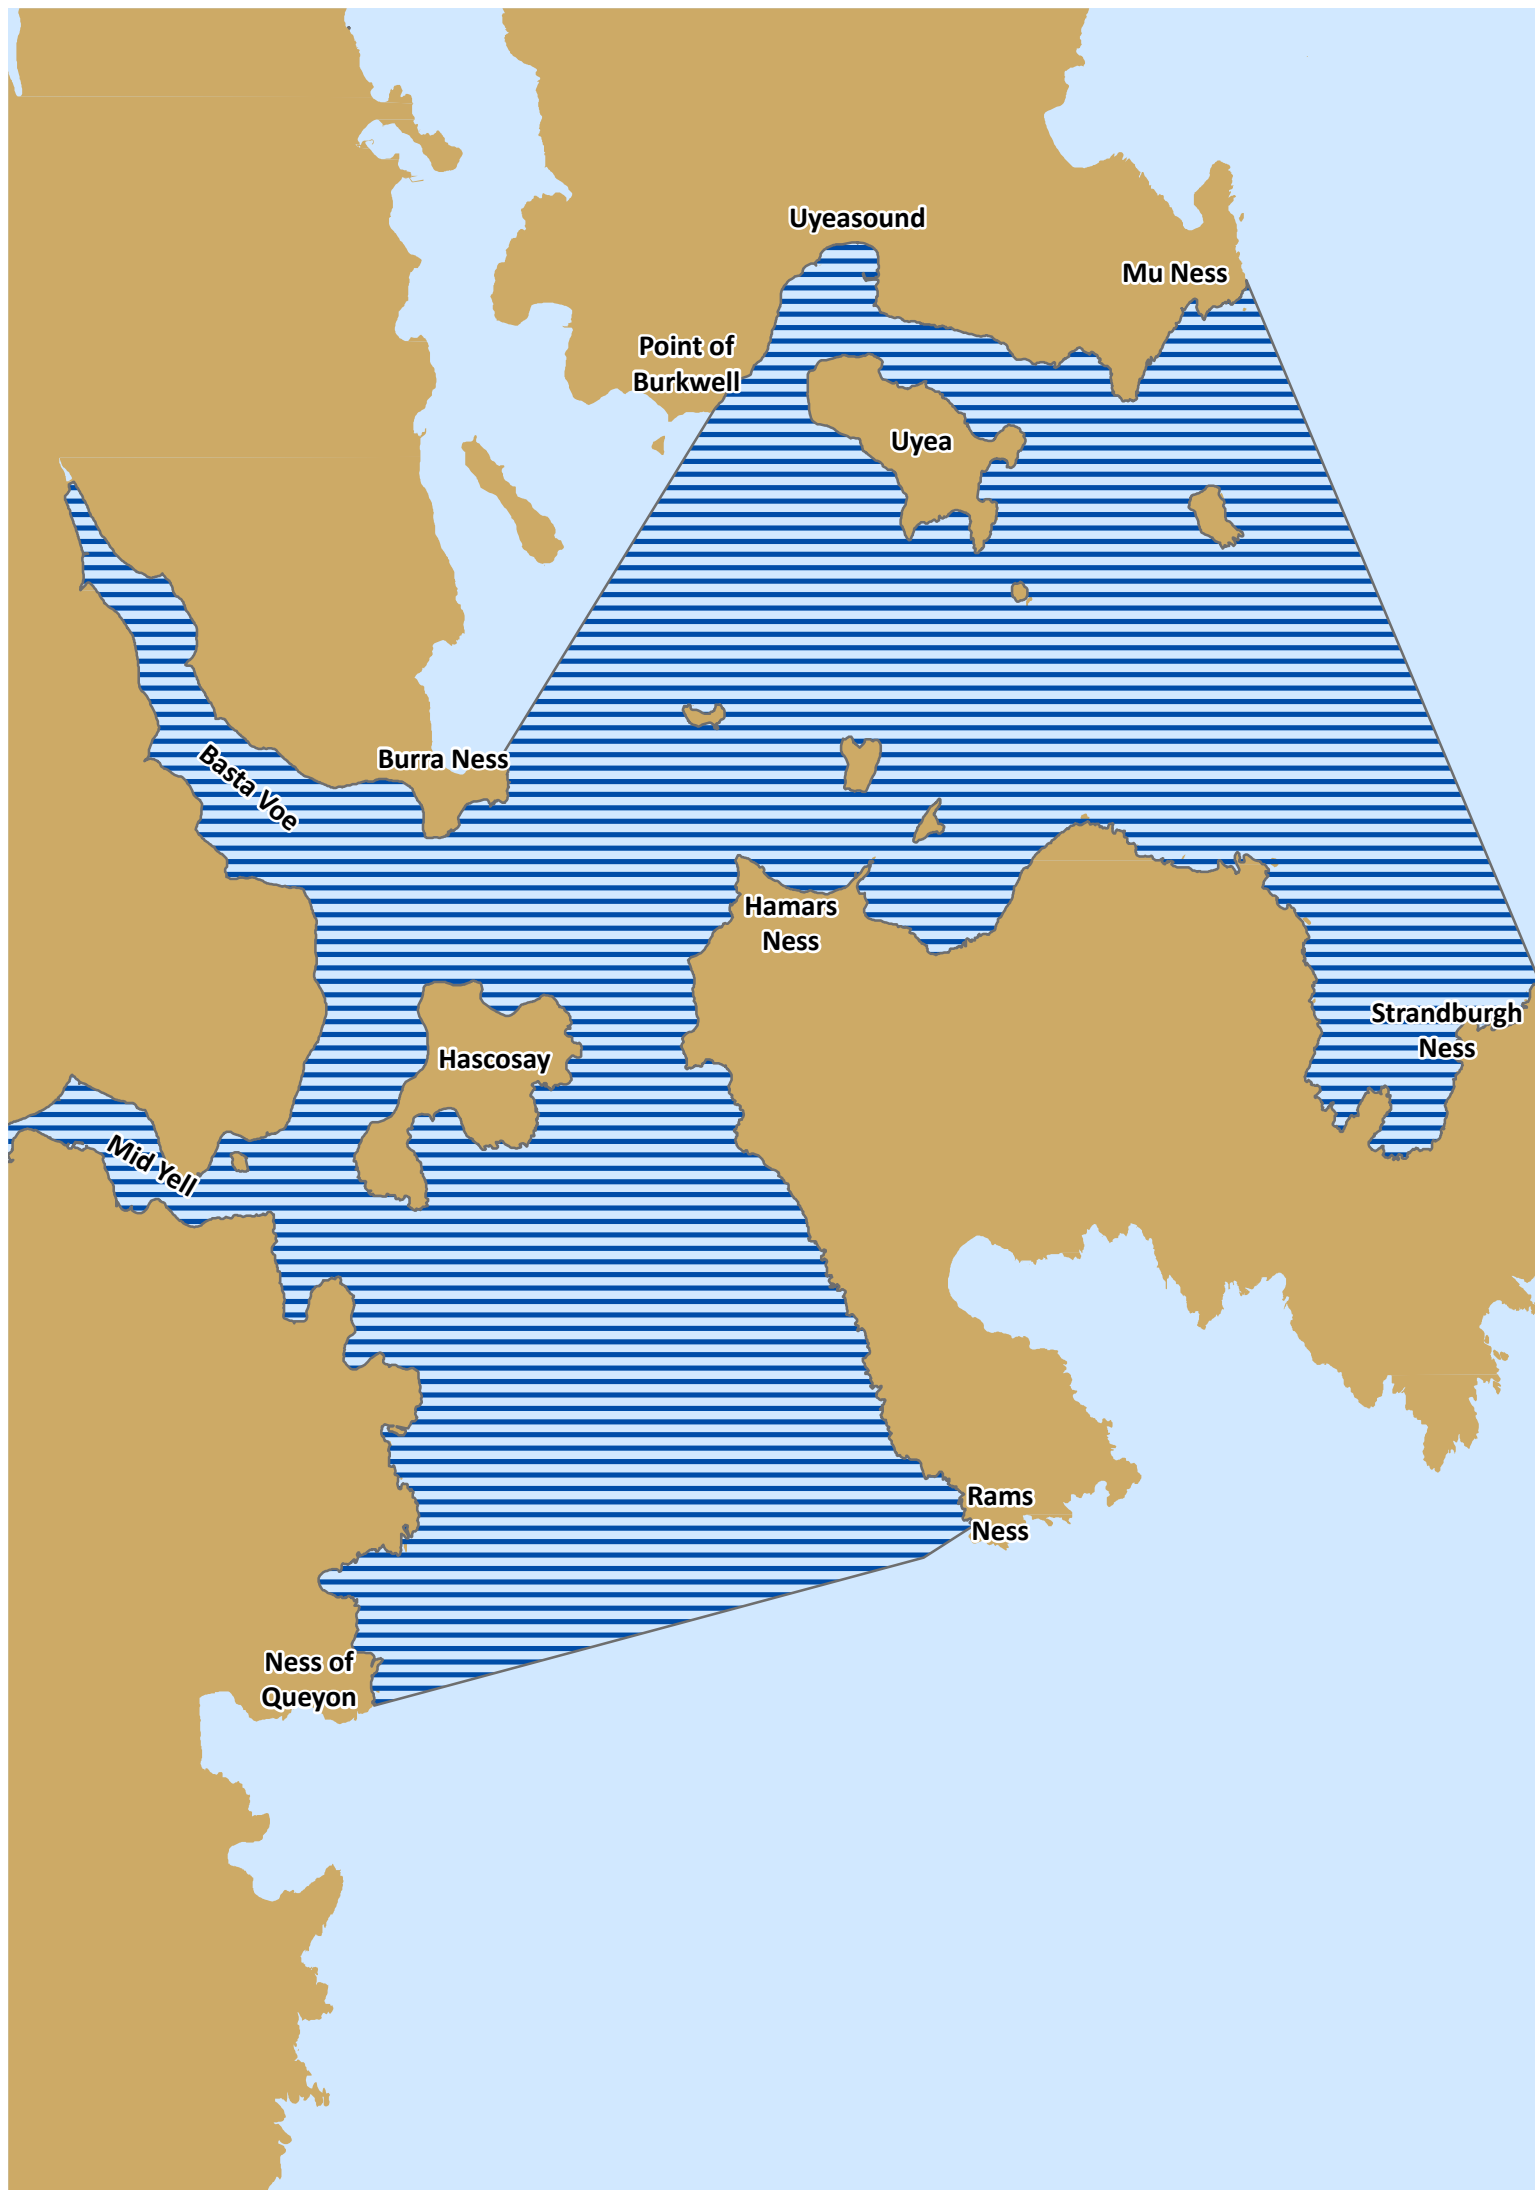 Uyeasound
Mu Ness
Point of
Burkwell
Uyea
Burra Ness
Basta Voe
Hamars
Ness
Strandburgh
Ness
Hascosay
Mid Yell
Rams
Ness
Ness of
Queyon